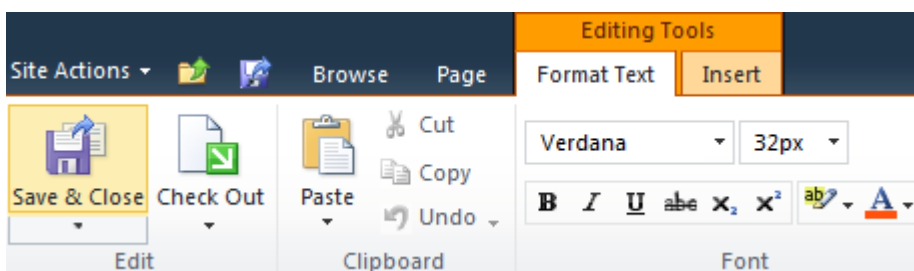 Editing Tools
Site Actions Browse Page Format Text Insert
Cut
Verdana 32px
Copy
Save & Close Check Out Paste
B I U abe x₂ x² ab A
Undo
Edit Clipboard Font